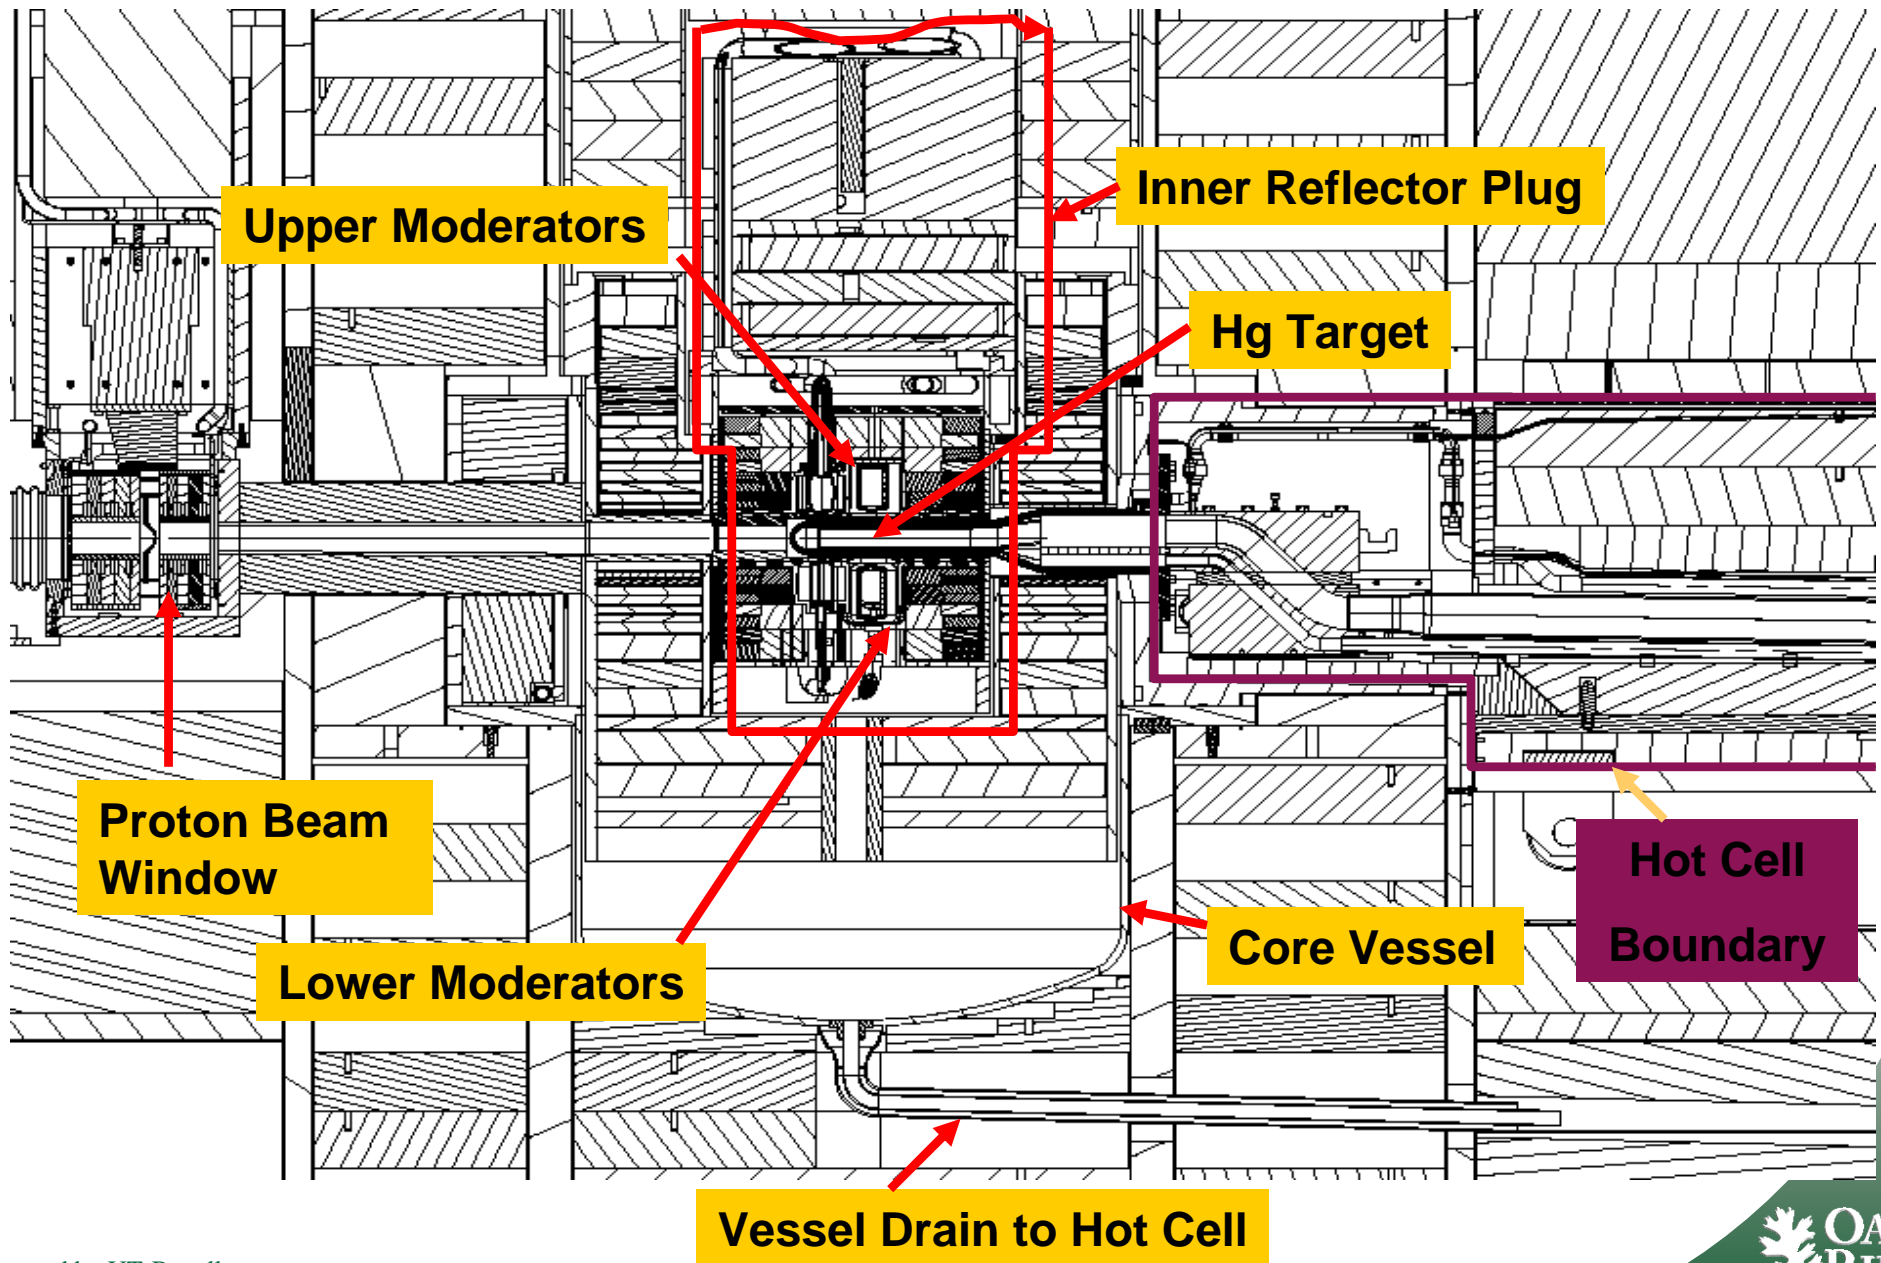 Inner Reflector Plug
Upper Moderators
Hg Target
Proton Beam
Window
Hot Cell
Boundary
Core Vessel
Lower Moderators
Vessel Drain to Hot Cell